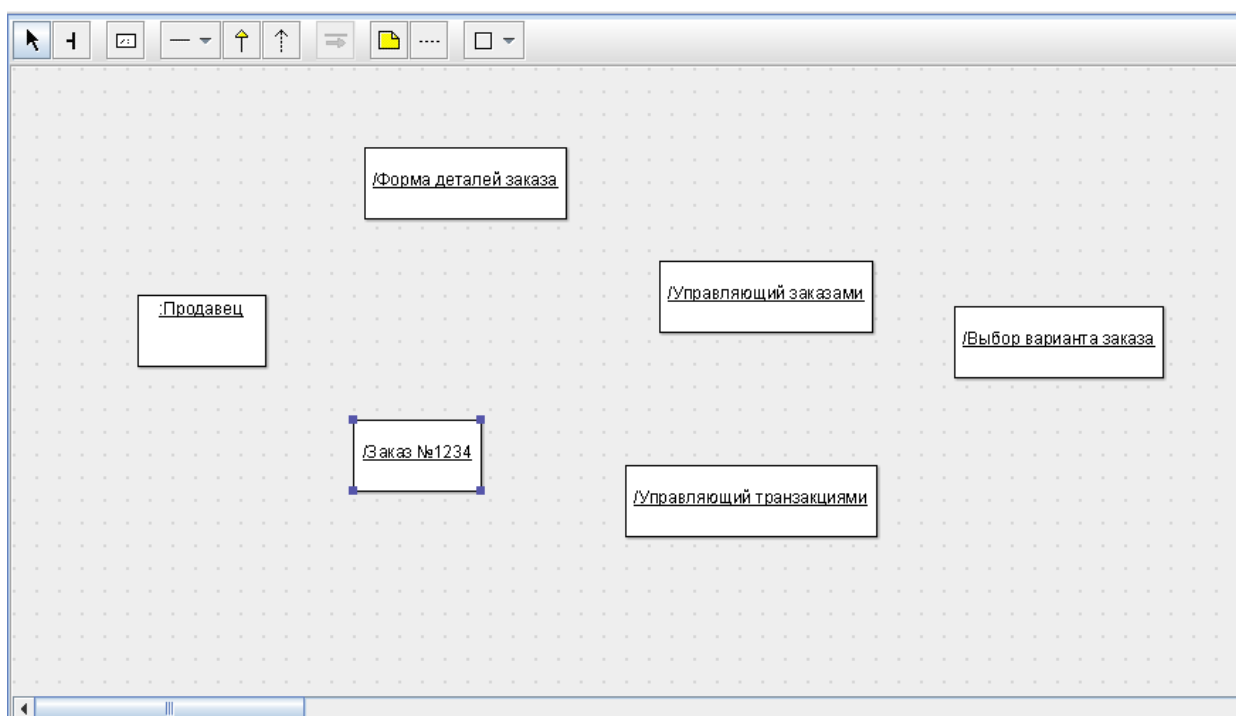 /Форма деталей заказа
/Управляющий заказами
:Продавец
/Выбор варианта заказа
/Заказ №1234
/Управляющий транзакциями